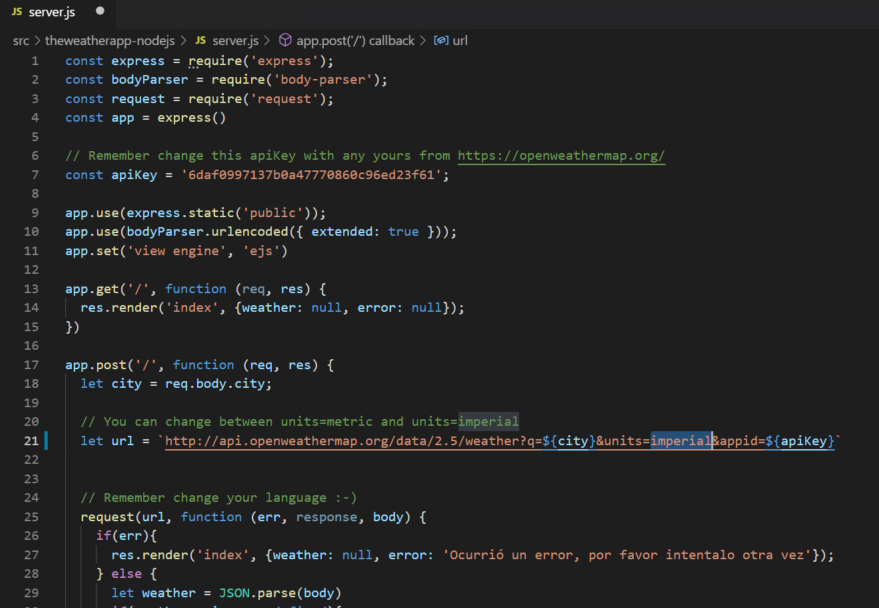 JS server.js
src > theweatherapp-nodejs > JS server.js > app.post('/') callback > url
1 const express = require('express');
2 const bodyParser = require('body-parser');
3 const request = require('request');
4 const app = express()
5
6 // Remember change this apiKey with any yours from https://openweathermap.org/
7 const apiKey = '6daf0997137b0a47770860c96ed23f61';
8
9 app.use(express.static('public'));
10 app.use(bodyParser.urlencoded({ extended: true }));
11 app.set('view engine', 'ejs')
12
13 app.get('/', function (req, res) {
14 res.render('index', {weather: null, error: null});
15 })
16
17 app.post('/', function (req, res) {
18 let city = req.body.city;
19
20 // You can change between units=metric and units=imperial
21 let url = `http://api.openweathermap.org/data/2.5/weather?q=${city}&units=imperial&appid=${apiKey}`
22
23
24 // Remember change your language :-)
25 request(url, function (err, response, body) {
26 if(err){
27 res.render('index', {weather: null, error: 'Ocurrió un error, por favor intentalo otra vez'});
28 } else {
29 let weather = JSON.parse(body)